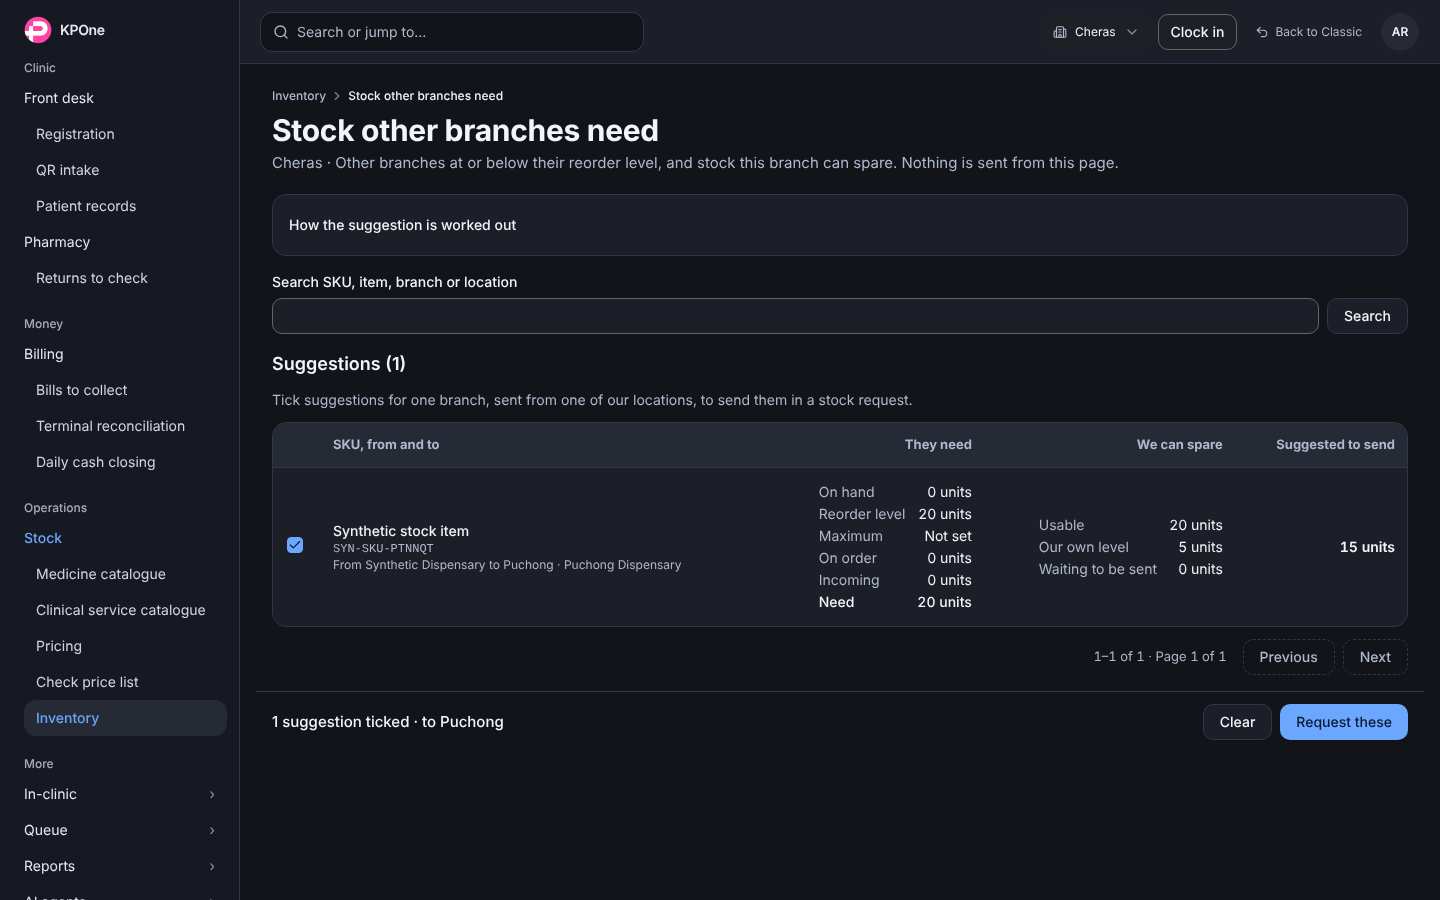 KPOne
Search or jump to...
Cheras
Clock in
Back to Classic
AR
Clinic
Front desk
Registration
QR intake
Patient records
Pharmacy
Returns to check
Money
Billing
Bills to collect
Terminal reconciliation
Daily cash closing
Operations
Stock
Medicine catalogue
Clinical service catalogue
Pricing
Check price list
Inventory
More
In-clinic
Queue
Reports
AI agents
Inventory > Stock other branches need
Stock other branches need
Cheras · Other branches at or below their reorder level, and stock this branch can spare. Nothing is sent from this page.
How the suggestion is worked out
Search SKU, item, branch or location
Search
Suggestions (1)
Tick suggestions for one branch, sent from one of our locations, to send them in a stock request.
SKU, from and to They need We can spare Suggested to send
Synthetic stock item
SYN-SKU-PTNNQT
From Synthetic Dispensary to Puchong · Puchong Dispensary
On hand 0 units
Reorder level 20 units
Maximum Not set
On order 0 units
Incoming 0 units
Need 20 units
Usable 20 units
Our own level 5 units
Waiting to be sent 0 units
15 units
1–1 of 1 · Page 1 of 1
Previous
Next
1 suggestion ticked · to Puchong
Clear
Request these